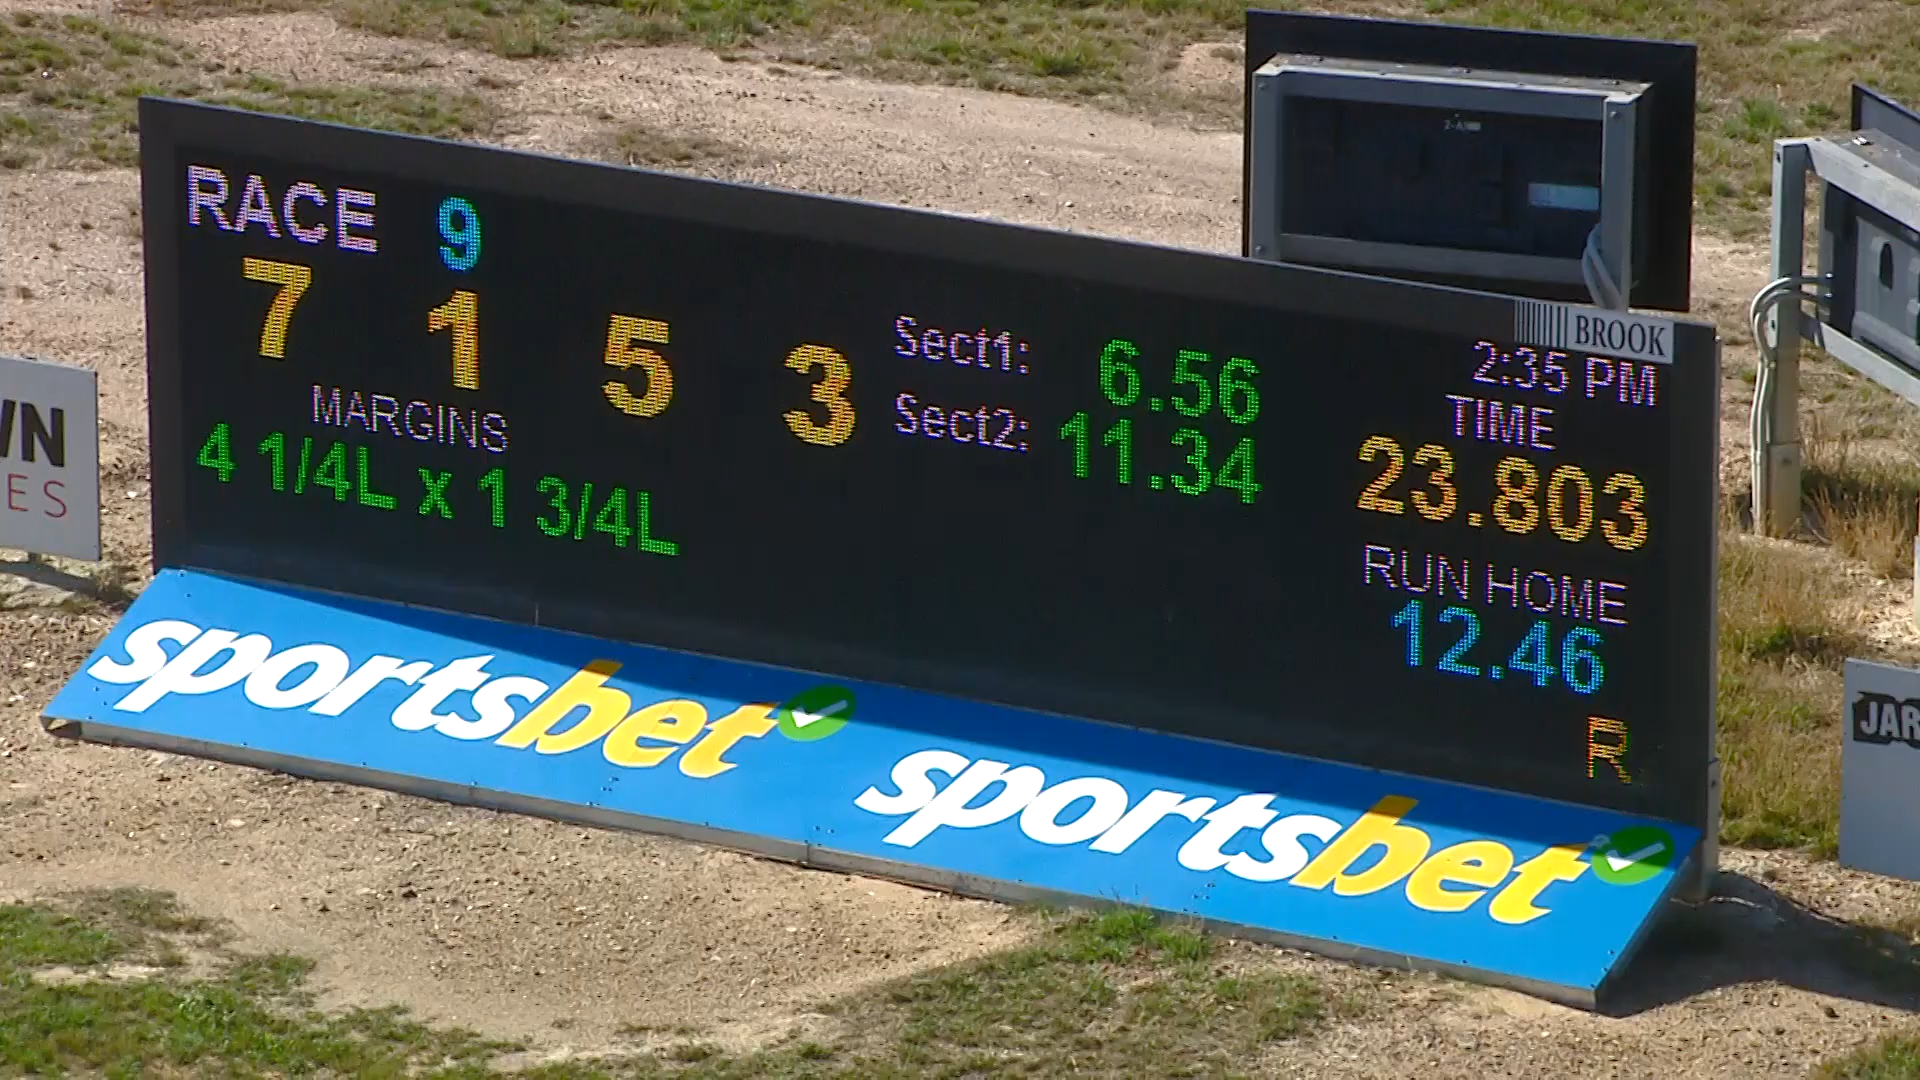 RACE 9
7 1 5 3
MARGINS
4 1/4L x 1 3/4L
Sect1: 6.56
Sect2: 11.34
BROOK
2:35 PM
TIME
23.803
RUN HOME
12.46
R
sportsbet
sportsbet
WN
ES
JAR